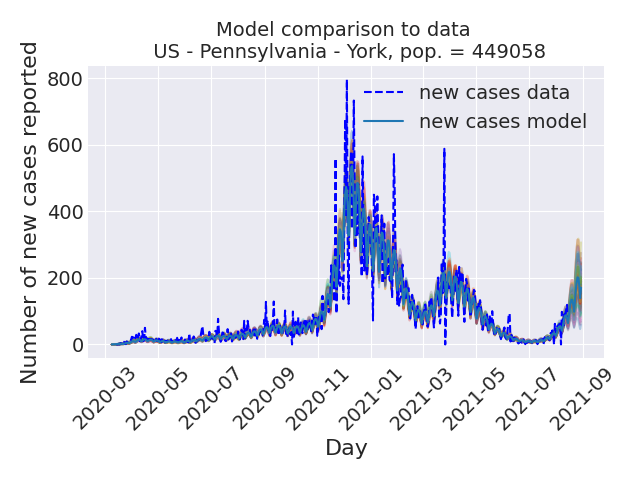 Model comparison to data
US - Pennsylvania - York, pop. = 449058
Number of new cases reported
800
600
400
200
0
new cases data
new cases model
2020-03
2020-05
2020-07
2020-09
2020-11
2021-01
2021-03
2021-05
2021-07
2021-09
Day